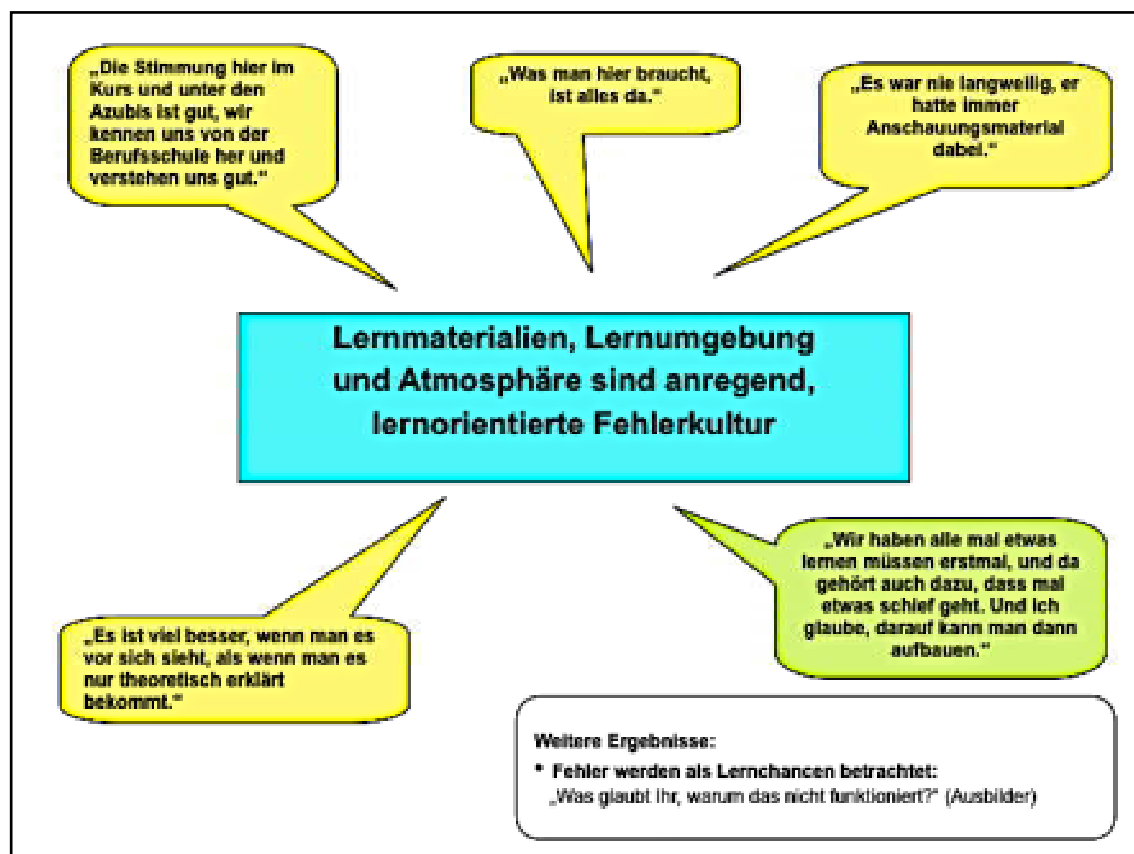 „Die Stimmung hier im
Kurs und unter den
Azubis ist gut, wir
kennen uns von der
Berufsschule her und
verstehen uns gut.“
„Was man hier braucht,
ist alles da.“
„Es war nie langweilig, er
hatte immer
Anschauungsmaterial
dabei.“
Lernmaterialien, Lernumgebung
und Atmosphäre sind anregend,
lernorientierte Fehlerkultur
„Es ist viel besser, wenn man es
vor sich sieht, als wenn man es
nur theoretisch erklärt
bekommt.“
„Wir haben alle mal etwas
lernen müssen erstmal, und da
gehört auch dazu, dass mal
etwas schief geht. Und ich
glaube, darauf kann man dann
aufbauen.“
Weitere Ergebnisse:
• Fehler werden als Lernchancen betrachtet:
„Was glaubt Ihr, warum das nicht funktioniert?“ (Ausbilder)